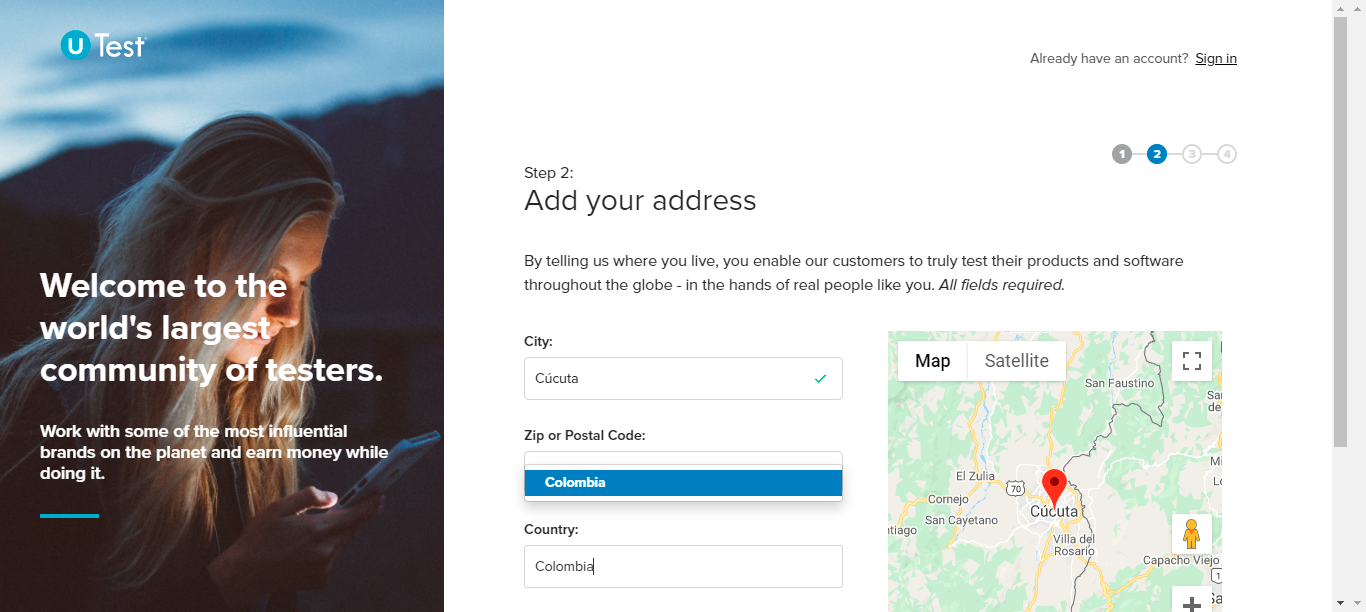 U Test
Already have an account? Sign in
1 2 3 4
Step 2:
Add your address
Welcome to the
world's largest
community of testers.
Work with some of the most influential
brands on the planet and earn money while
doing it.
By telling us where you live, you enable our customers to truly test their products and software
throughout the globe - in the hands of real people like you. All fields required.
City:
Cúcuta
Zip or Postal Code:
Colombia
Country:
Colombia
Map Satellite
San Faustino
El Zulia
70
Cornejo
Cúcuta
San Cayetano
Villa del
Rosario
Capacho Viejo
1